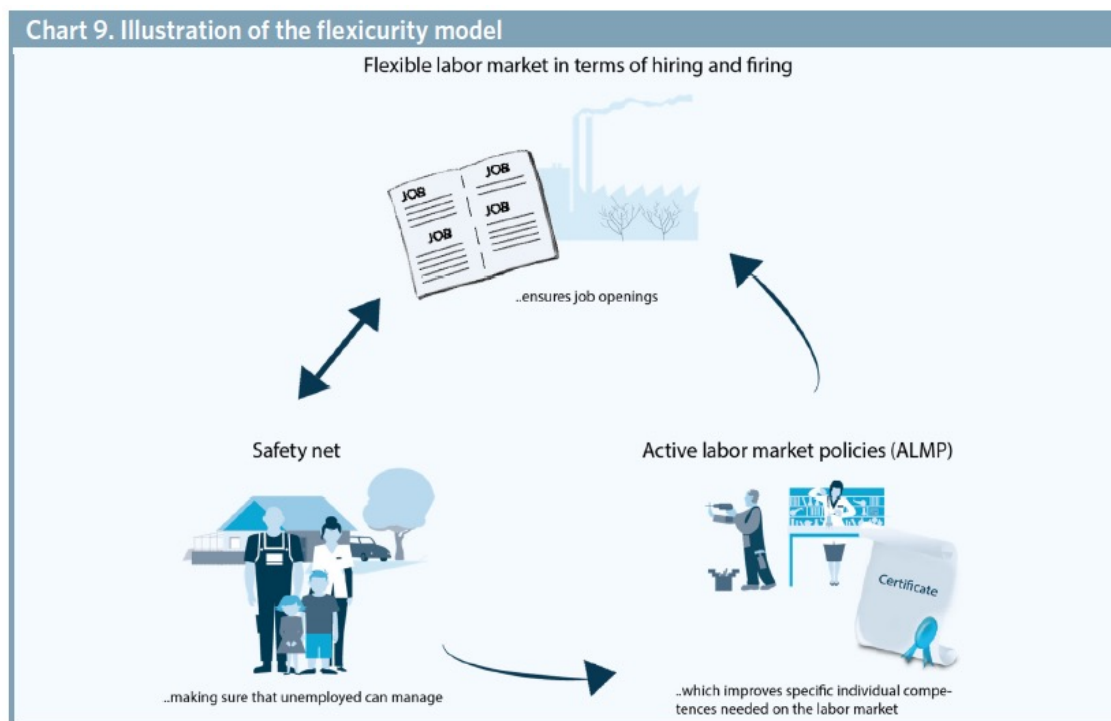 Chart 9. Illustration of the flexicurity model
Flexible labor market in terms of hiring and firing
JOB
JOB
JOB
JOB
..ensures job openings
Safety net
Active labor market policies (ALMP)
Certificate
..making sure that unemployed can manage
..which improves specific individual compe-
tences needed on the labor market